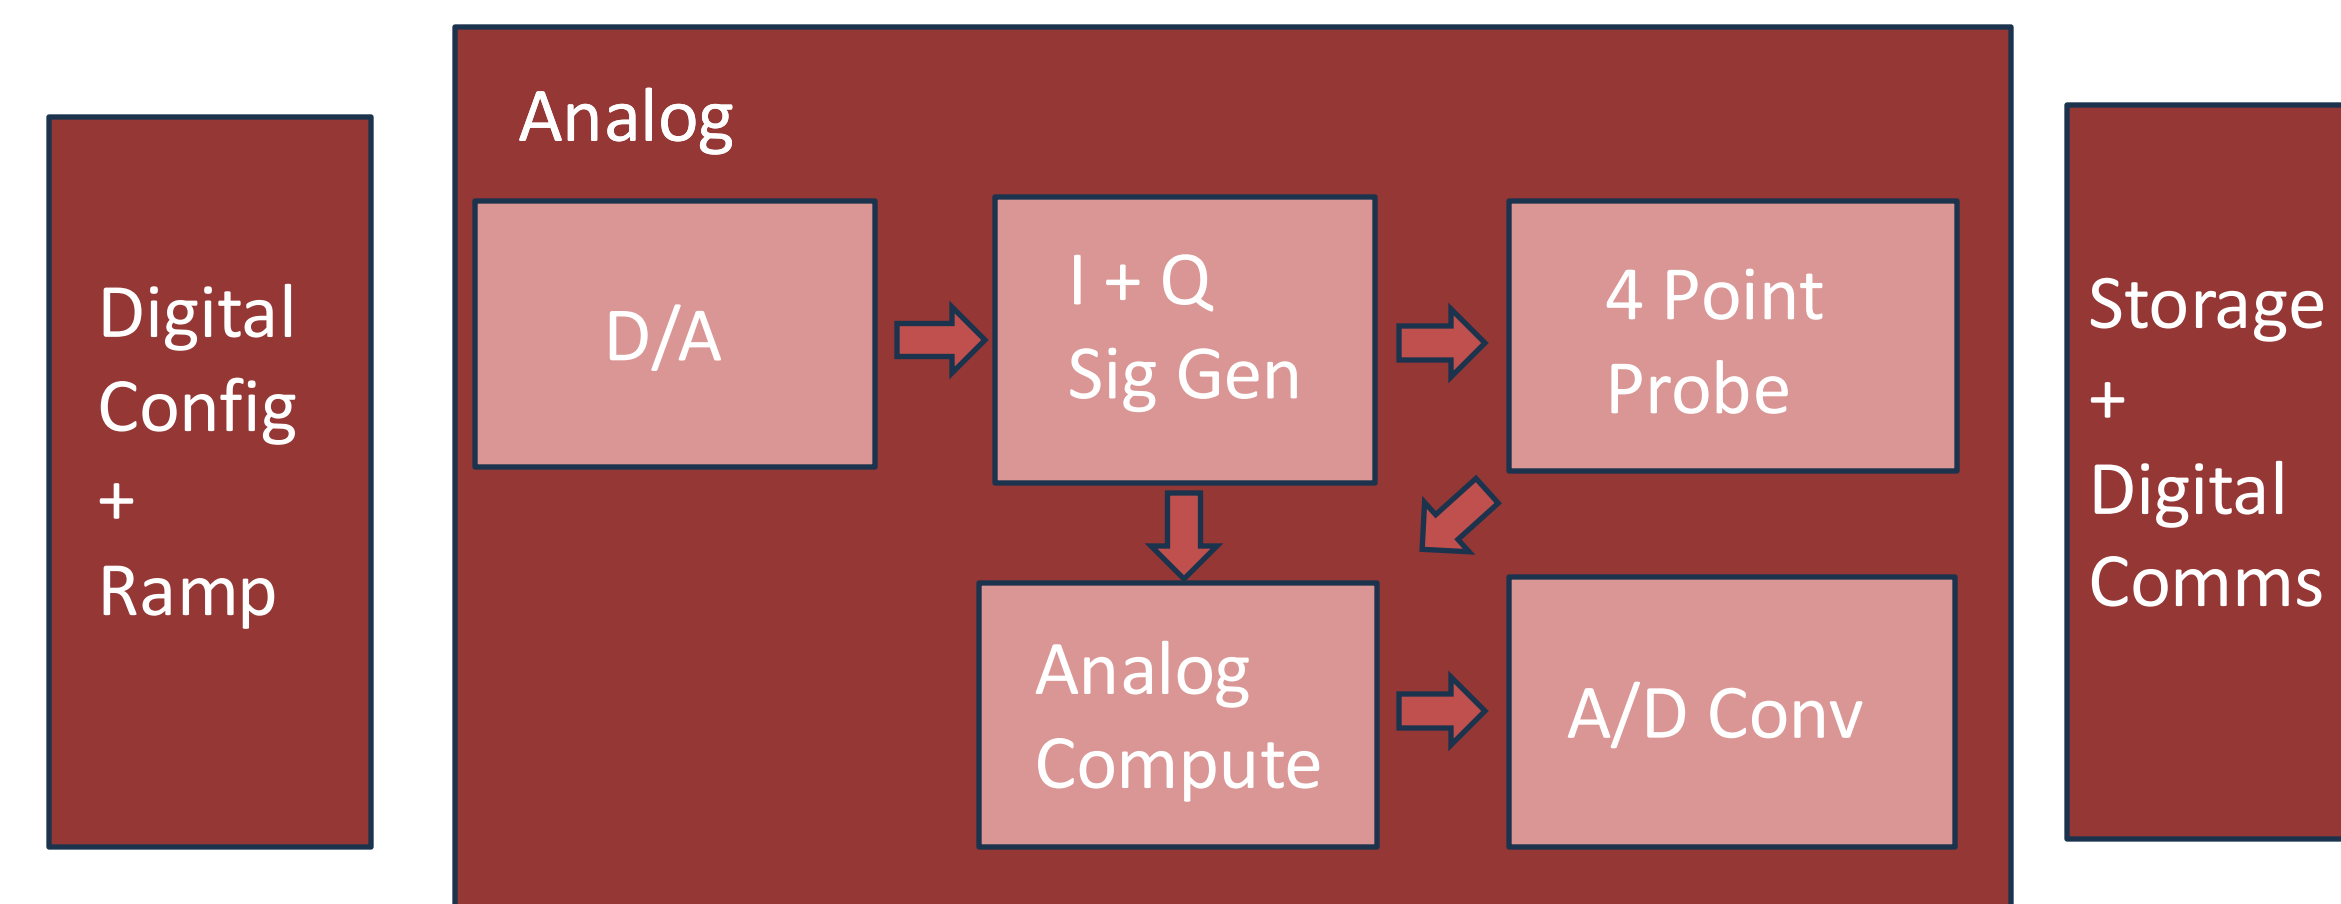 Digital
Config
+
Ramp
Analog
D/A
I + Q
Sig Gen
4 Point
Probe
Analog
Compute
A/D Conv
Storage
+
Digital
Comms